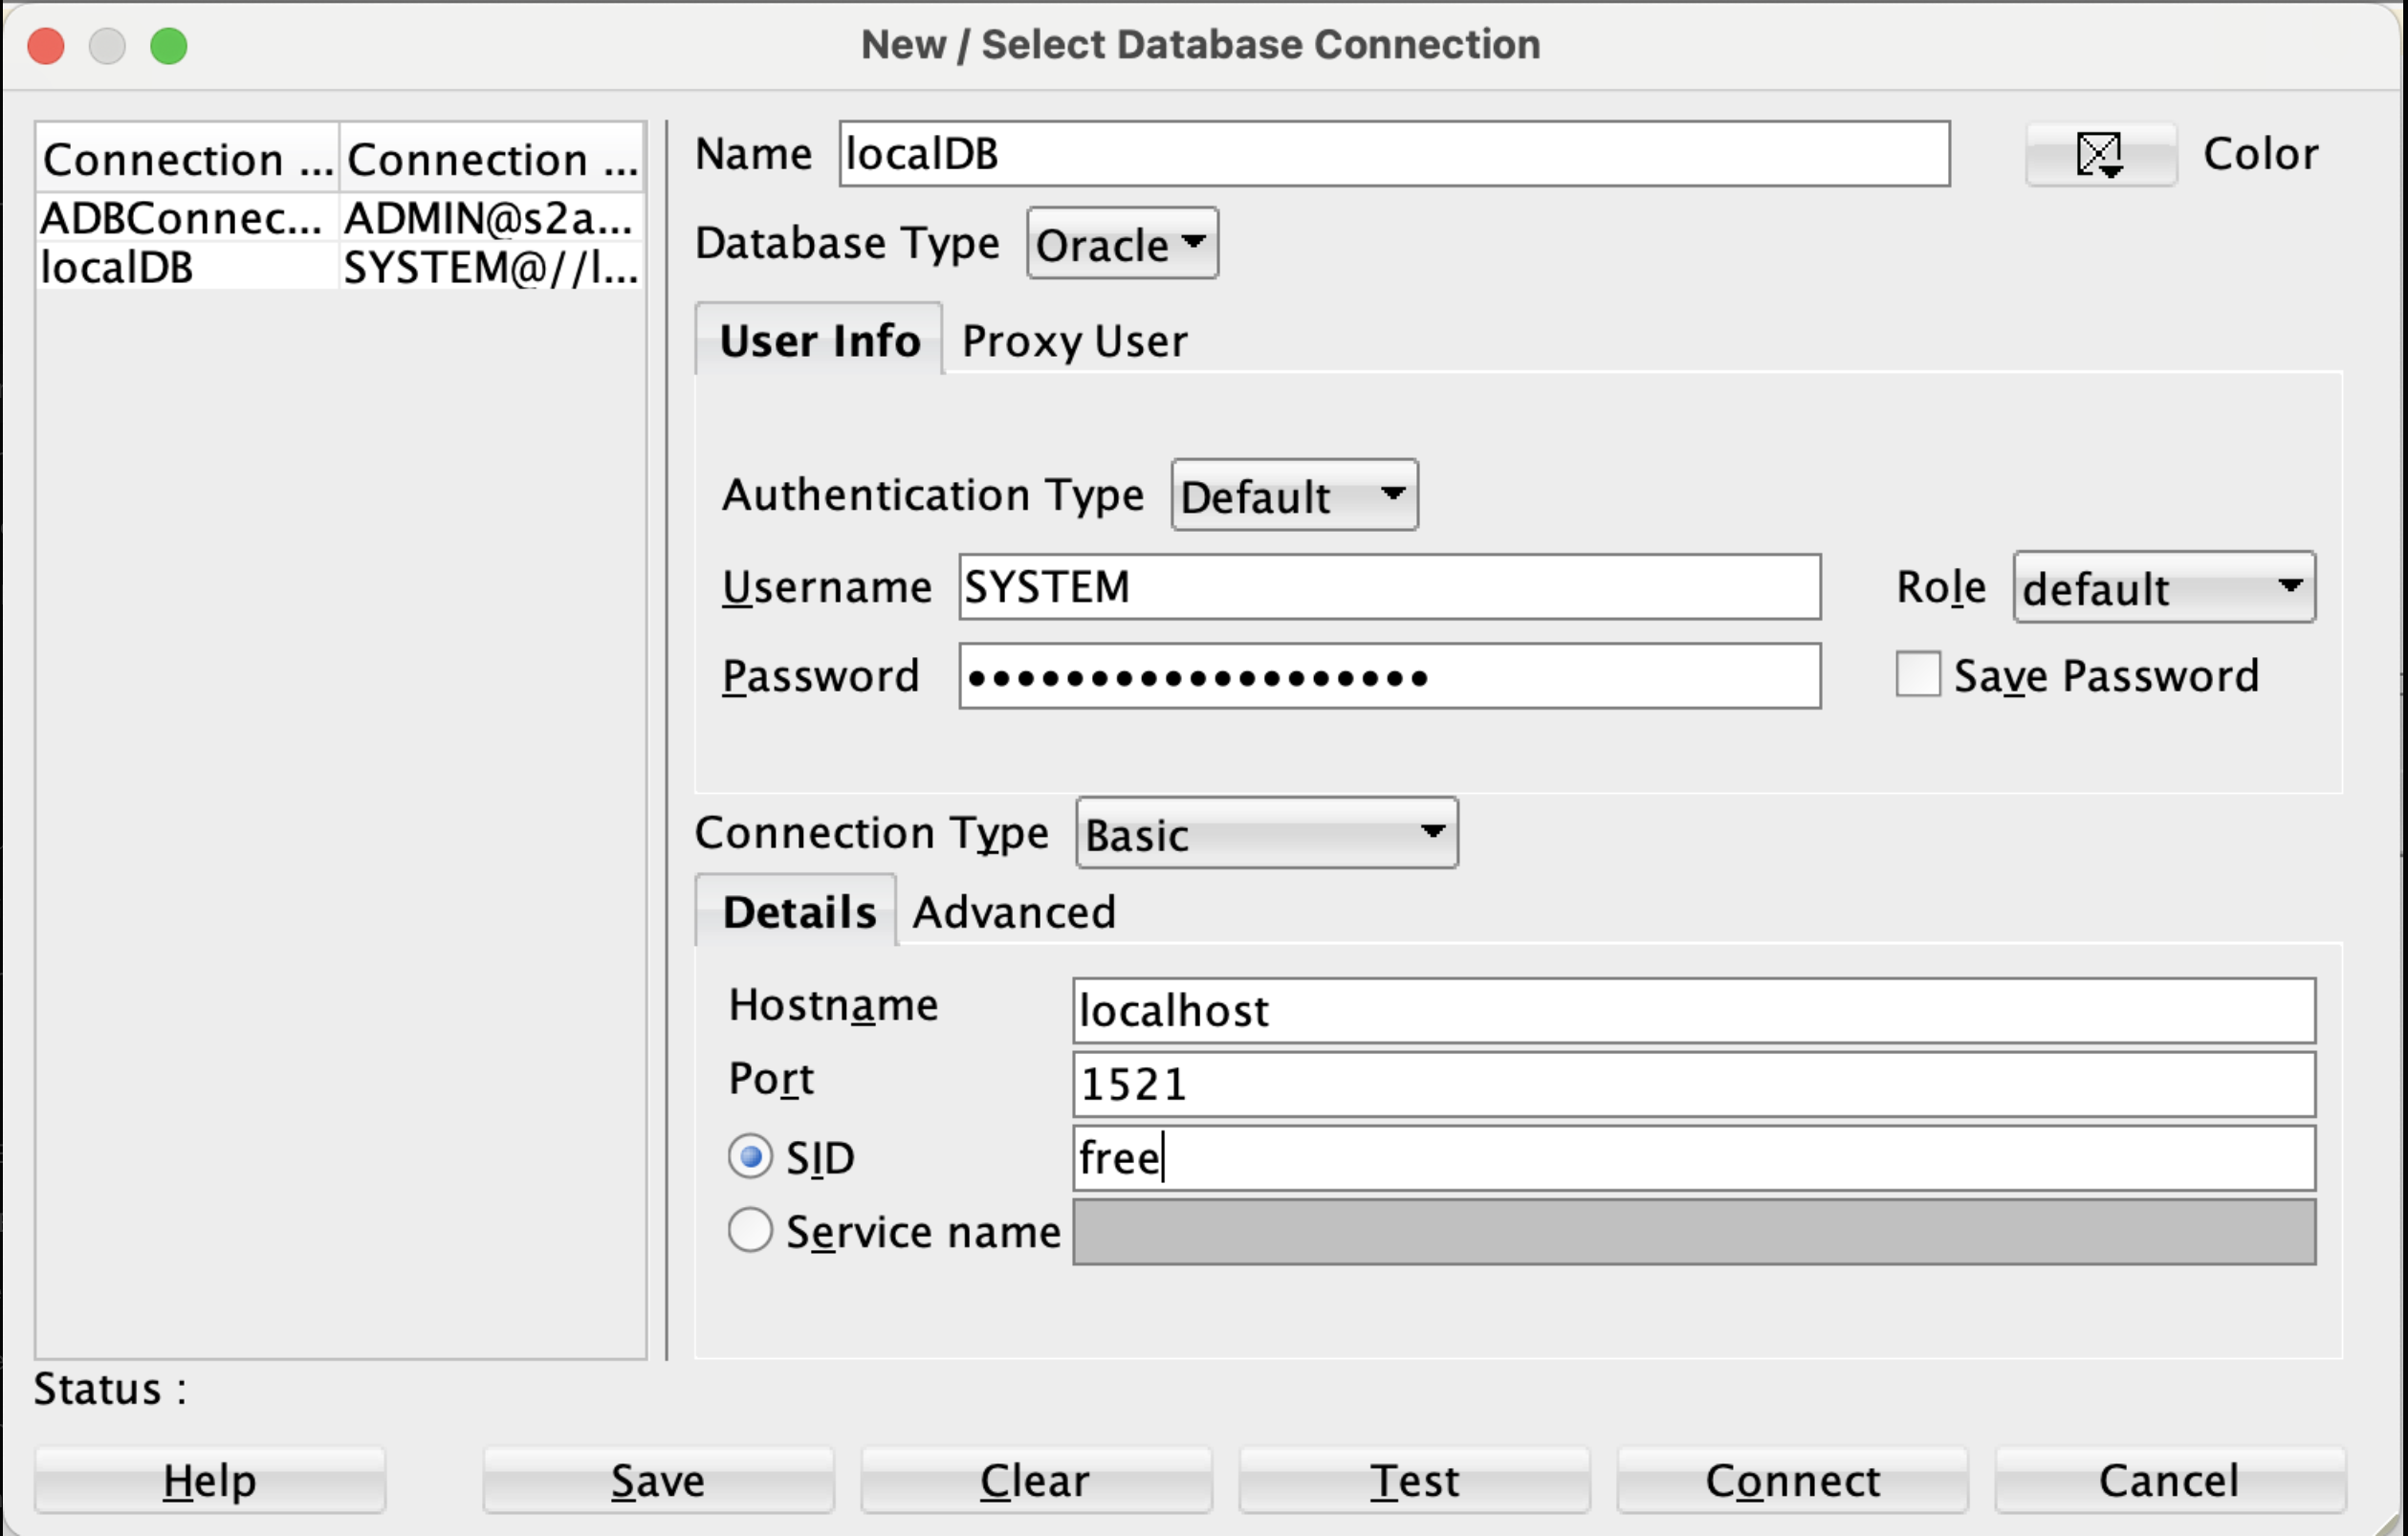 New / Select Database Connection
Connection ... Connection ...
ADBConnec... ADMIN@s2a...
localDB SYSTEM@//l...
Name localDB Color
Database Type Oracle
User Info Proxy User
Authentication Type Default
Username SYSTEM Role default
Password ••••••••••••••••••• Save Password
Connection Type Basic
Details Advanced
Hostname localhost
Port 1521
SID free
Service name
Status :
Help Save Clear Test Connect Cancel